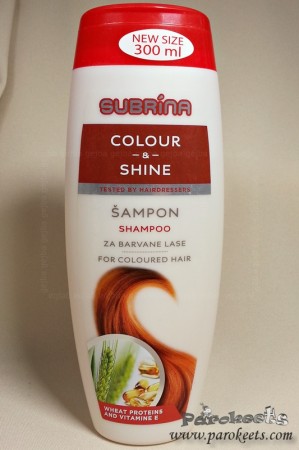 NEW SIZE
300 ml
SUBRÍNA
COLOUR
&
SHINE
TESTED BY HAIRDRESSERS
ŠAMPON
SHAMPOO
ZA BARVANE LASE
FOR COLOURED HAIR
WHEAT PROTEINS
AND VITAMINE E
Parokeets
www.parokeets.com